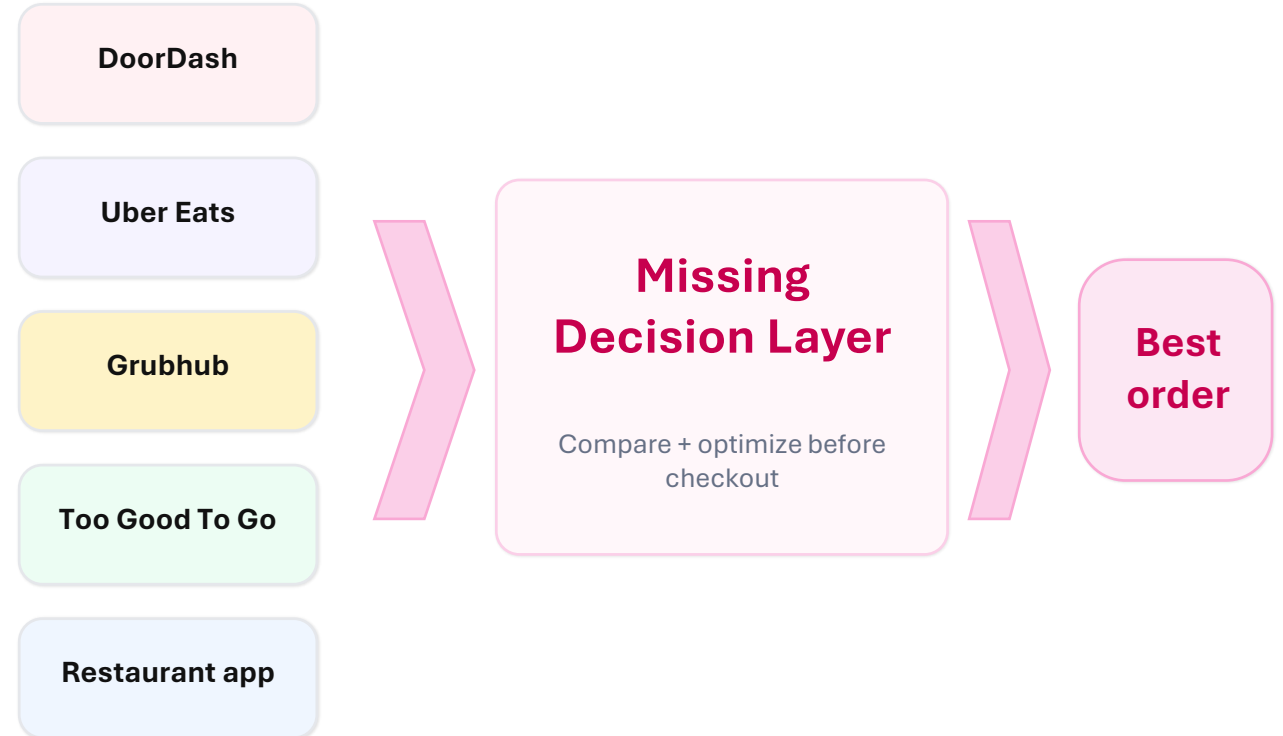 DoorDash
Uber Eats
Grubhub
Too Good To Go
Restaurant app
Missing
Decision Layer
Compare + optimize before
checkout
Best
order